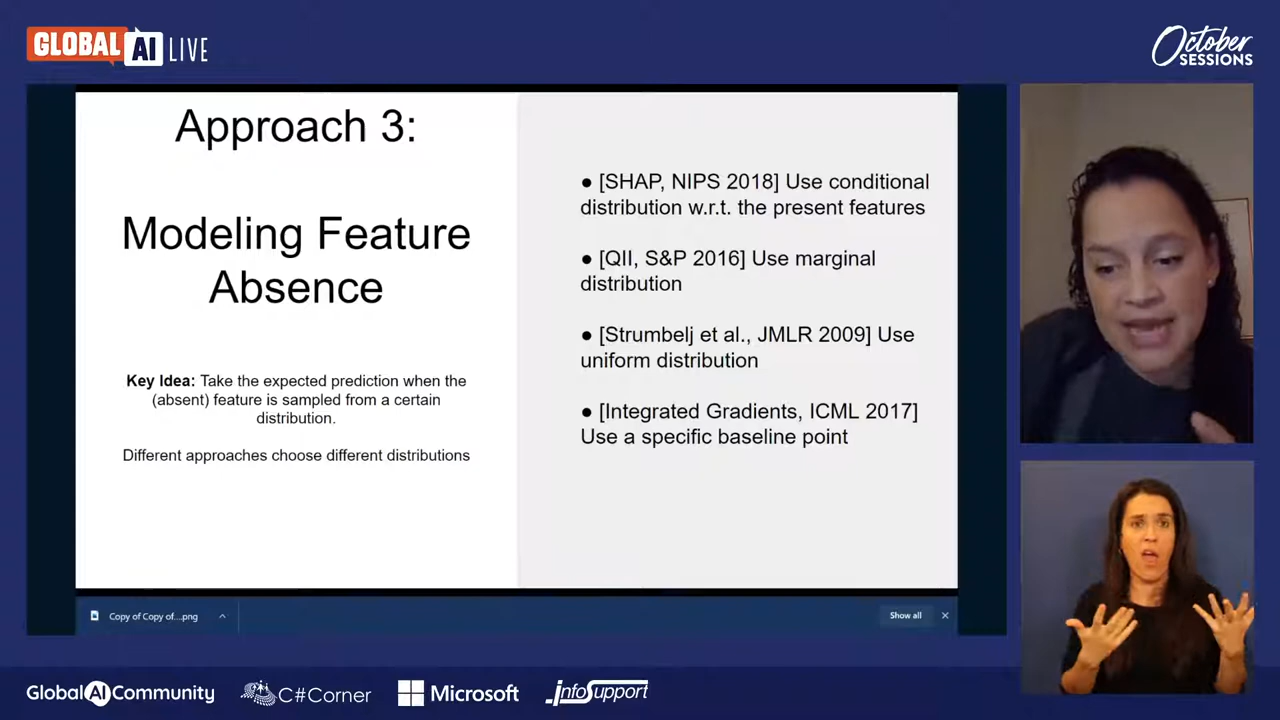 GLOBAL AI LIVE
October
SESSIONS
Approach 3:
Modeling Feature
Absence
Key Idea: Take the expected prediction when the
(absent) feature is sampled from a certain
distribution.
Different approaches choose different distributions
● [SHAP, NIPS 2018] Use conditional
distribution w.r.t. the present features
● [QII, S&P 2016] Use marginal
distribution
● [Strumbelj et al., JMLR 2009] Use
uniform distribution
● [Integrated Gradients, ICML 2017]
Use a specific baseline point
Copy of Copy of....png
Show all
GlobalAICommunity
C#Corner
Microsoft
infoSupport